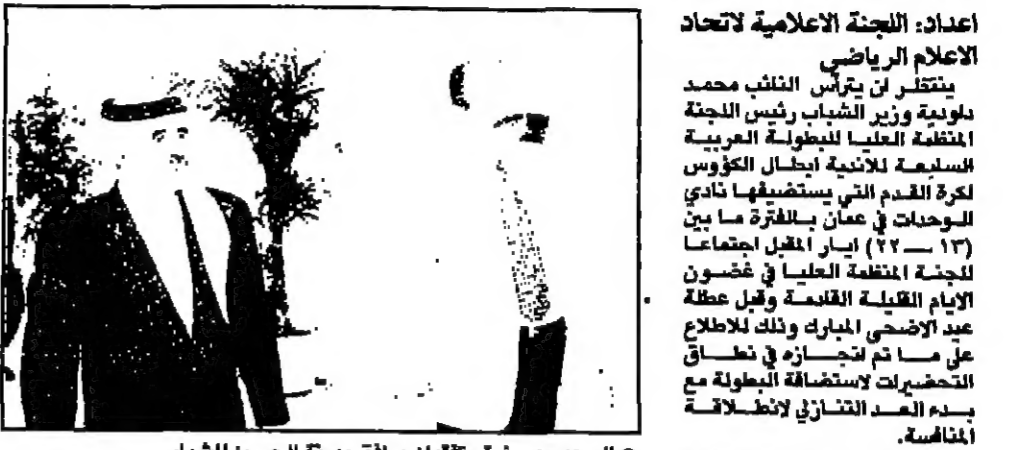 اعداد: اللجنة الاعلامية لاتحاد
الاعلام الرياضي
ينتظر ان يترأس النائب محمد
داودية وزير الشباب رئيس اللجنة
المنظمة العليا للبطولة العربية
السابعة للاندية ابطال الكؤوس
لكرة القدم التي يستضيفها نادي
الوحدات في عمان بالفترة ما بين
(١٣ ــ ٢٢) ايار المقبل اجتماعا
للجنة المنظمة العليا في غضون
الايام القليلة القادمة وقبل عطلة
عيد الاضحى المبارك وذلك للاطلاع
على ما تم انجازه في نطاق
التحضيرات لاستضافة البطولة مع
بدء العد التنازلي لانطلاقة
المنافسة.